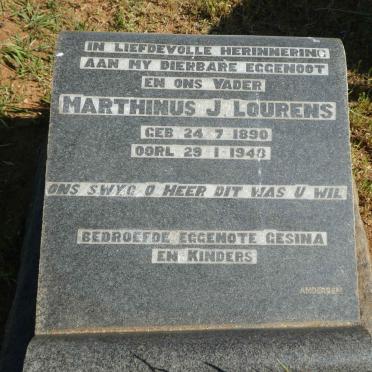 IN LIEFDEVOLLE HERINNERING
AAN MY DIERBARE EGGENOOT
EN ONS VADER
MARTHINUS J. LOURENS
GEB 24·7·1890
OORL 29·1·1948
ONS SWYG O HEER DIT WAS U WIL
BEDROEFDE EGGENOTE GESINA
EN KINDERS
ANDERSEN